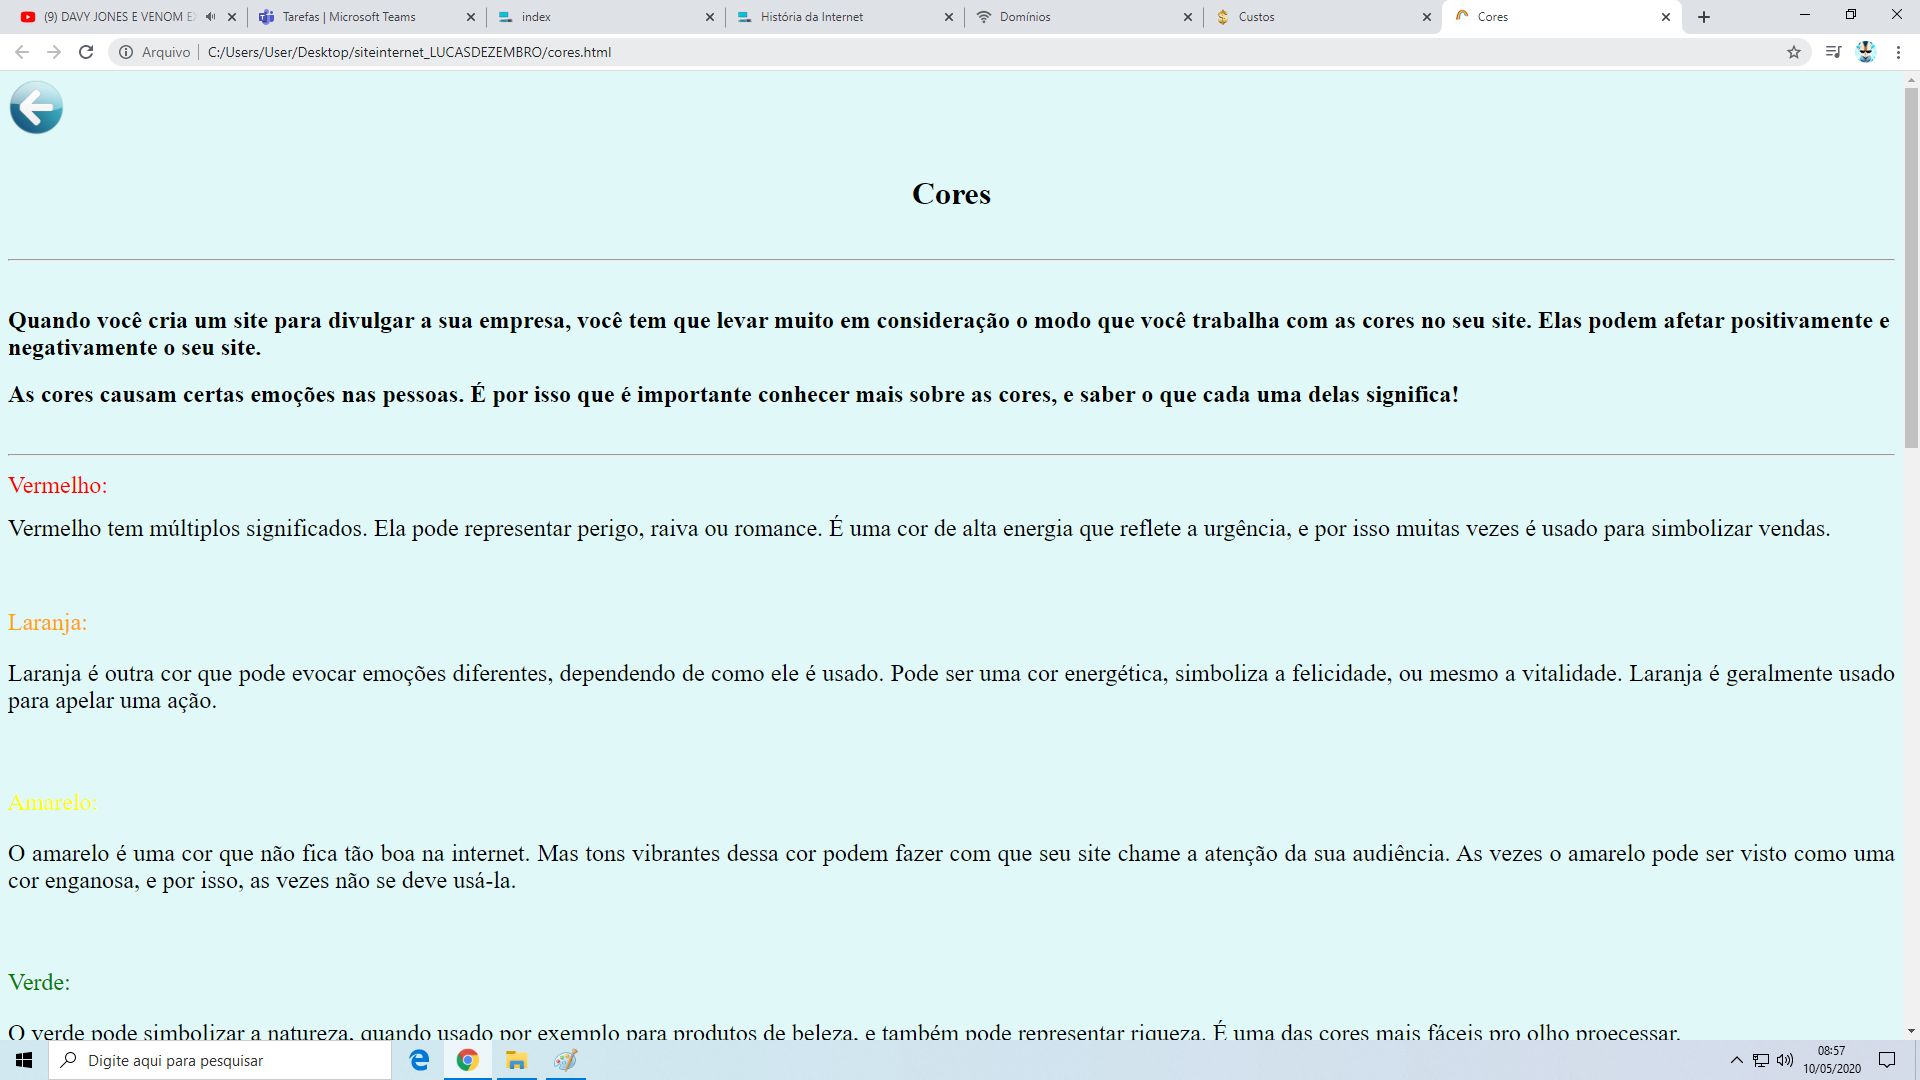 (9) DAVY JONES E VENOM E
Tarefas | Microsoft Teams
index
História da Internet
Domínios
Custos
Cores
Arquivo | C:/Users/User/Desktop/siteinternet_LUCASDEZEMBRO/cores.html
Cores
Quando você cria um site para divulgar a sua empresa, você tem que levar muito em consideração o modo que você trabalha com as cores no seu site. Elas podem afetar positivamente e
negativamente o seu site.
As cores causam certas emoções nas pessoas. É por isso que é importante conhecer mais sobre as cores, e saber o que cada uma delas significa!
Vermelho:
Vermelho tem múltiplos significados. Ela pode representar perigo, raiva ou romance. É uma cor de alta energia que reflete a urgência, e por isso muitas vezes é usado para simbolizar vendas.
Laranja:
Laranja é outra cor que pode evocar emoções diferentes, dependendo de como ele é usado. Pode ser uma cor energética, simboliza a felicidade, ou mesmo a vitalidade. Laranja é geralmente usado
para apelar uma ação.
Amarelo:
O amarelo é uma cor que não fica tão boa na internet. Mas tons vibrantes dessa cor podem fazer com que seu site chame a atenção da sua audiência. As vezes o amarelo pode ser visto como uma
cor enganosa, e por isso, as vezes não se deve usá-la.
Verde:
O verde pode simbolizar a natureza, quando usado por exemplo para produtos de beleza, e também pode representar riqueza. É uma das cores mais fáceis pro olho proecessar.
Digite aqui para pesquisar
08:57
10/05/2020